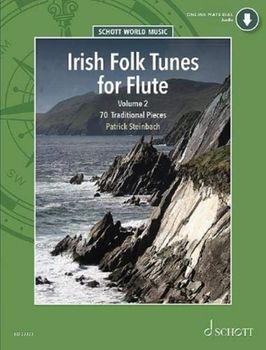 SCHOTT WORLD MUSIC
ONLINE MATERIAL
Audio
Irish Folk Tunes
for Flute
Volume 2
70 Traditional Pieces
Patrick Steinbach
SCHOTT